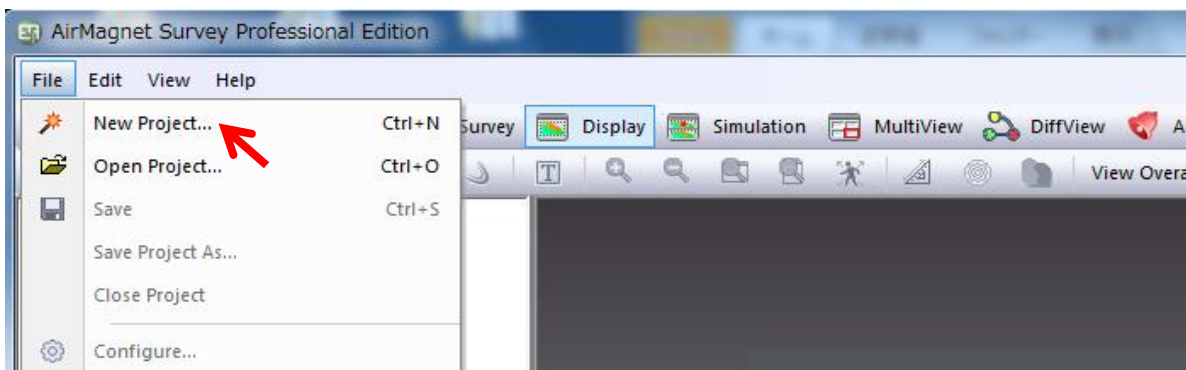 AirMagnet Survey Professional Edition
File Edit View Help
New Project... Ctrl+N
Survey Display Simulation MultiView DiffView A
Open Project... Ctrl+O
T View Overa
Save Ctrl+S
Save Project As...
Close Project
Configure...